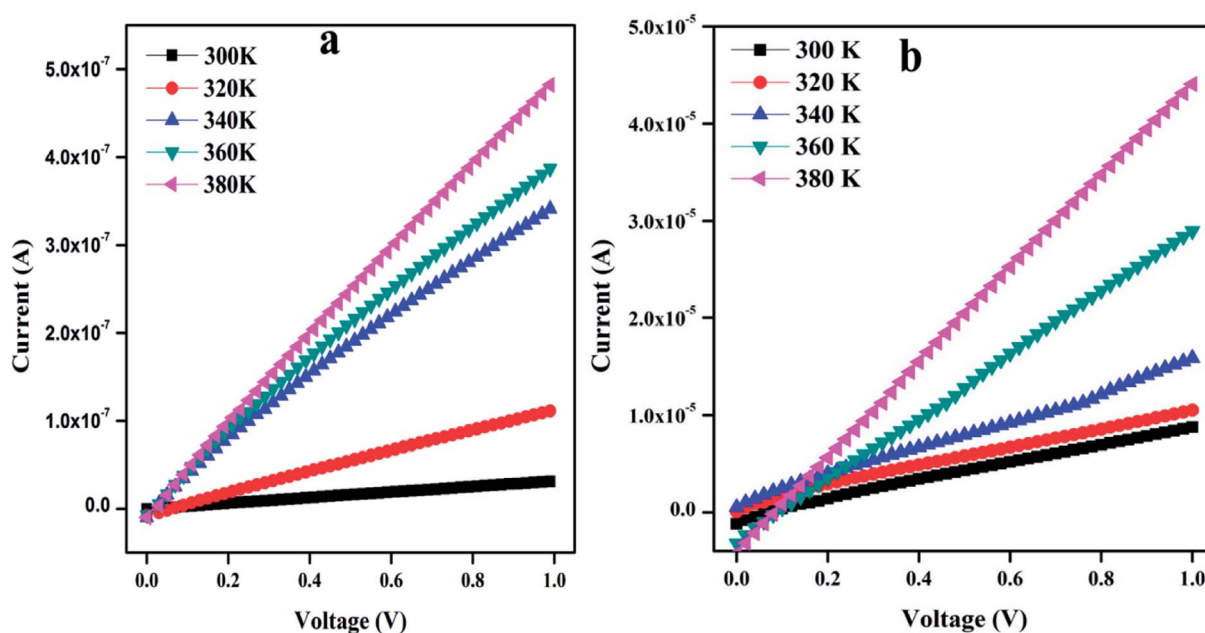 a
300K
320K
340K
360K
380K
5.0x10⁻⁷
4.0x10⁻⁷
3.0x10⁻⁷
2.0x10⁻⁷
1.0x10⁻⁷
0.0
Current (A)
0.0 0.2 0.4 0.6 0.8 1.0
Voltage (V)
b
300 K
320 K
340 K
360 K
380 K
5.0x10⁻⁵
4.0x10⁻⁵
3.0x10⁻⁵
2.0x10⁻⁵
1.0x10⁻⁵
0.0
Current (A)
0.0 0.2 0.4 0.6 0.8 1.0
Voltage (V)